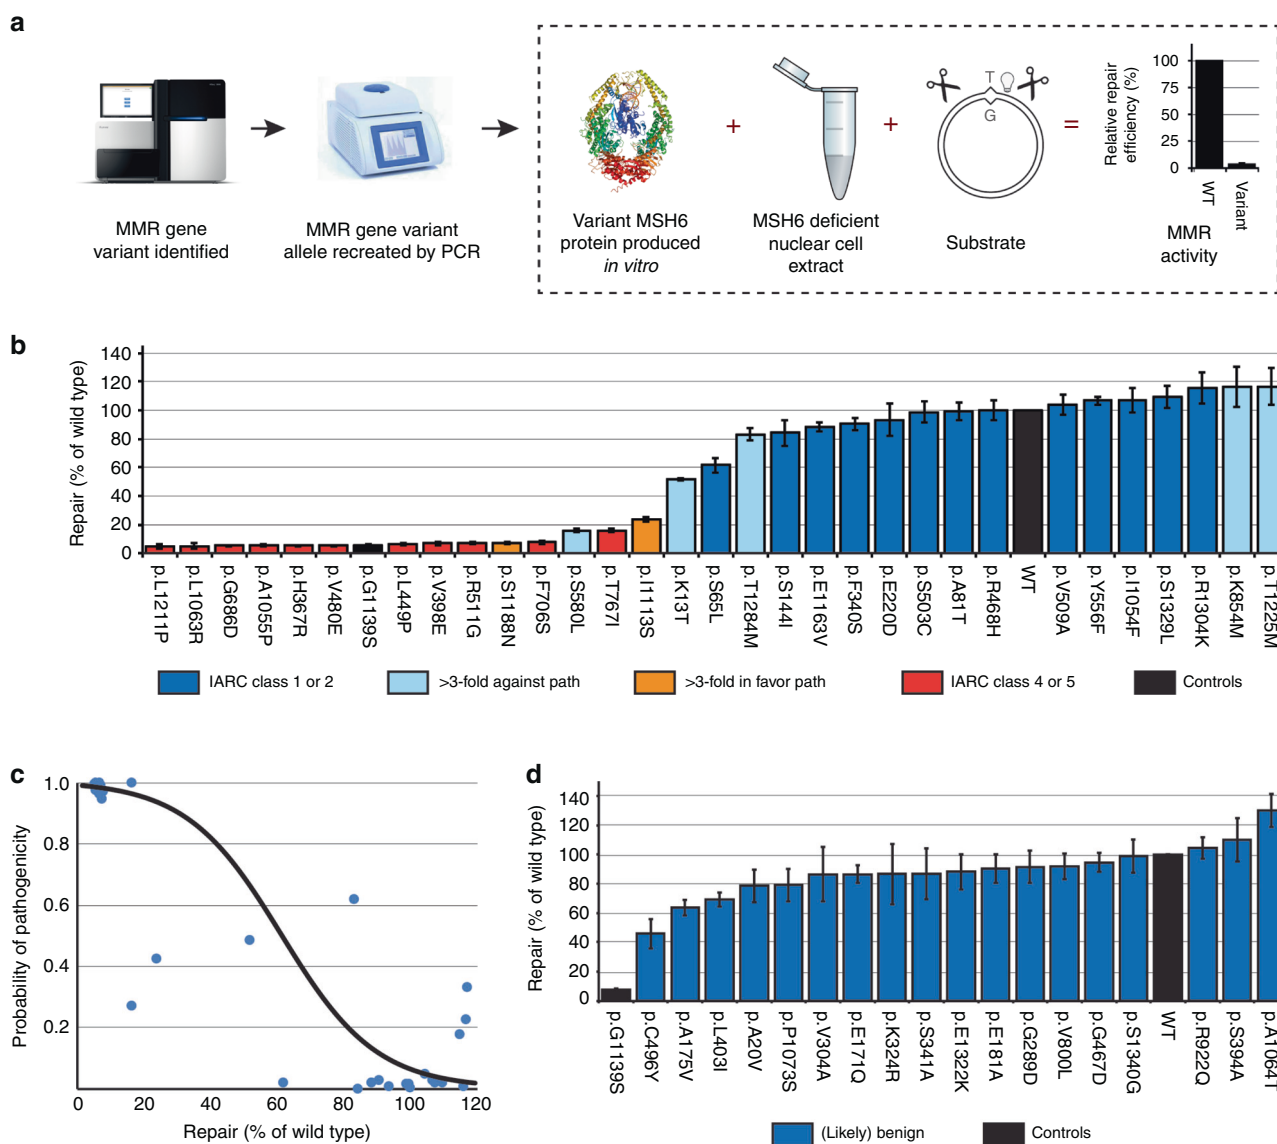 a
MMR gene
variant identified
MMR gene variant
allele recreated by PCR
Variant MSH6
protein produced
in vitro
+
MSH6 deficient
nuclear cell
extract
+
T
G
Substrate
=
Relative repair
efficiency (%)
100
75
50
25
0
WT
Variant
MMR
activity
b
Repair (% of wild type)
140
120
100
80
60
40
20
0
p.L1211P
p.L1063R
p.G686D
p.A1055P
p.H367R
p.V480E
p.G1139S
p.L449P
p.V398E
p.R511G
p.S1188N
p.F706S
p.S580L
p.T767I
p.I1113S
p.K13T
p.S65L
p.T1284M
p.S144I
p.E1163V
p.F340S
p.E220D
p.S503C
p.A81T
p.R468H
WT
p.V509A
p.Y556F
p.I1054F
p.S1329L
p.R1304K
p.K854M
p.T1225M
IARC class 1 or 2
>3-fold against path
>3-fold in favor path
IARC class 4 or 5
Controls
c
Probability of pathogenicity
1.0
0.8
0.6
0.4
0.2
0
20
40
60
80
100
120
Repair (% of wild type)
d
Repair (% of wild type)
140
120
100
80
60
40
20
0
p.G1139S
p.C496Y
p.A175V
p.L403I
p.A20V
p.P1073S
p.V304A
p.E171Q
p.K324R
p.S341A
p.E1322K
p.E181A
p.G289D
p.V800L
p.G467D
p.S1340G
WT
p.R922Q
p.S394A
p.A1064T
(Likely) benign
Controls